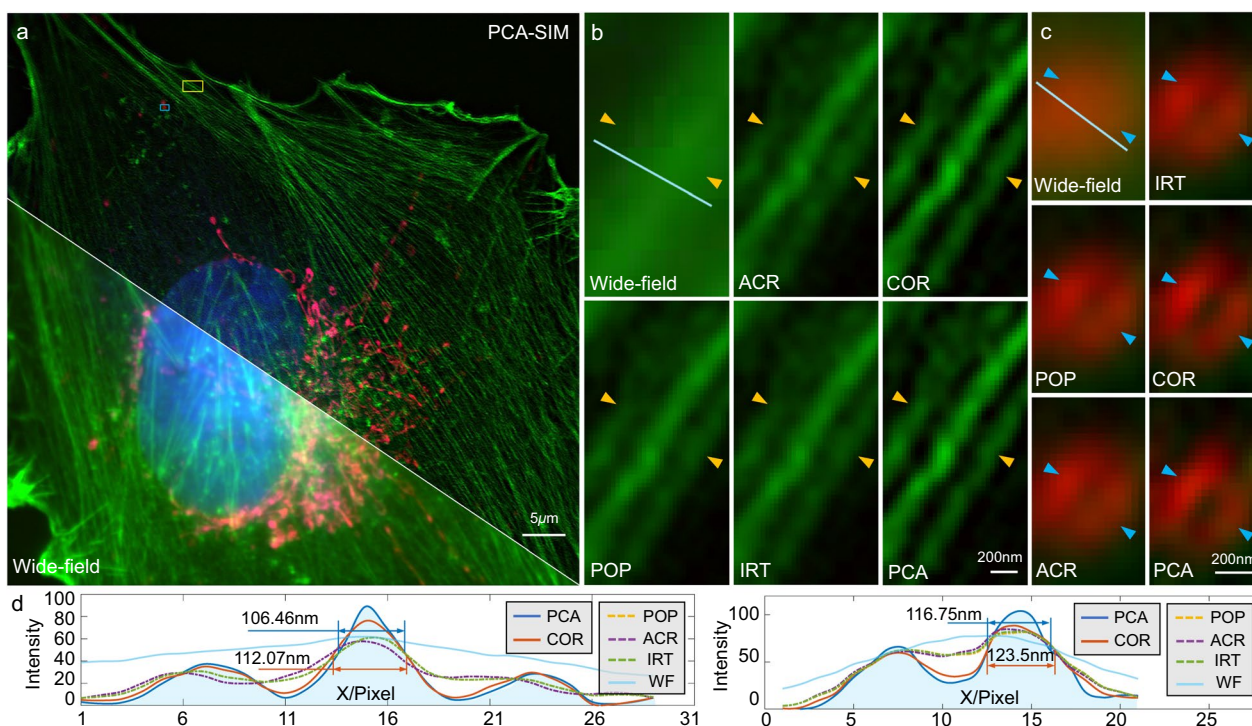 a
PCA-SIM
5μm
Wide-field
b
Wide-field
ACR
COR
POP
IRT
PCA
200nm
c
Wide-field
IRT
POP
COR
ACR
PCA
200nm
d
Intensity
100
80
60
40
20
0
106.46nm
112.07nm
PCA
COR
POP
ACR
IRT
WF
X/Pixel
1 6 11 16 21 26 31
Intensity
100
50
0
116.75nm
123.5nm
PCA
COR
POP
ACR
IRT
WF
X/Pixel
0 5 10 15 20 25